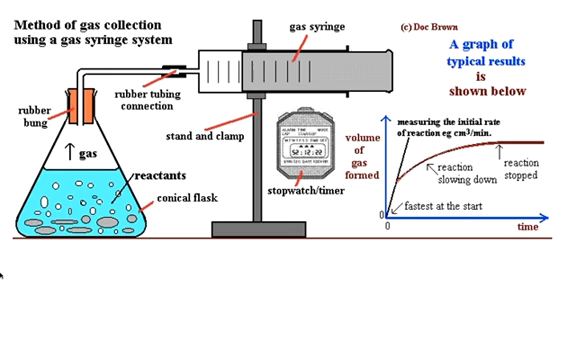 Method of gas collection
using a gas syringe system
gas syringe
(c) Doc Brown
A graph of
typical results
is
shown below
rubber tubing
connection
rubber
bung
stand and clamp
gas
reactants
conical flask
stopwatch/timer
volume
of
gas
formed
measuring the initial rate
of reaction eg cm³/min.
reaction
slowing down
reaction
stopped
fastest at the start
0
0
time